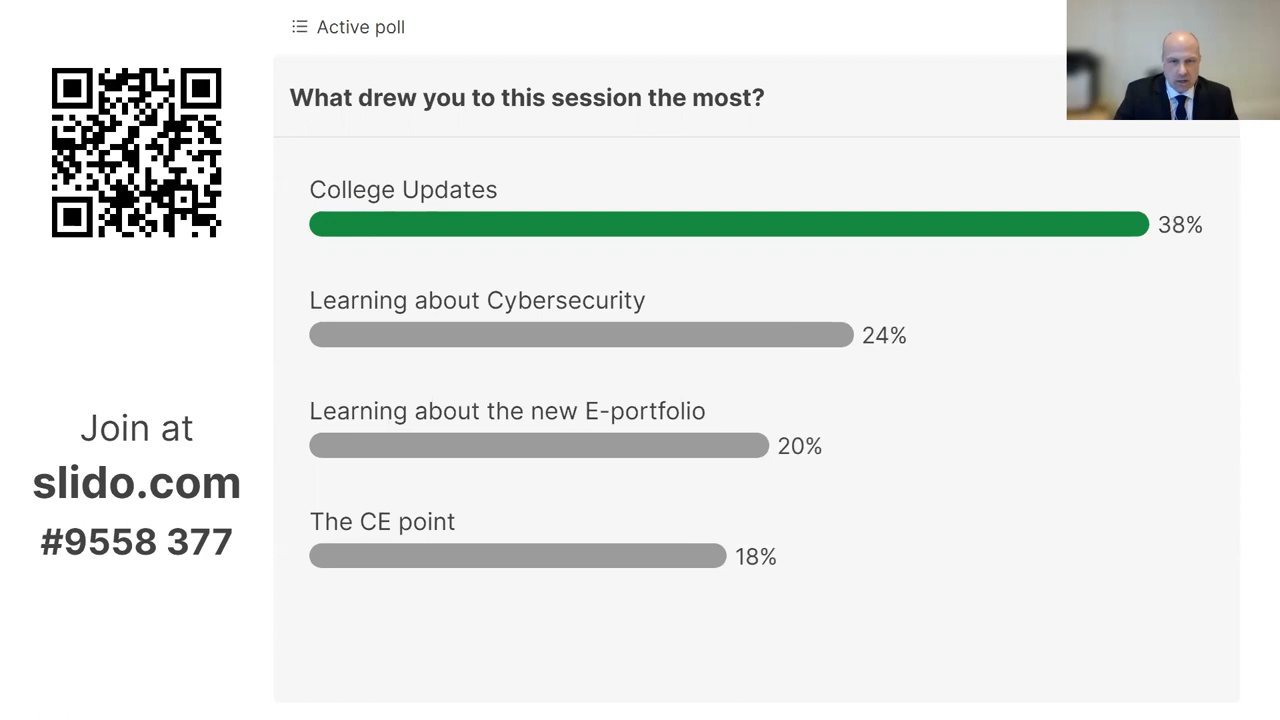 Active poll
What drew you to this session the most?
College Updates
38%
Learning about Cybersecurity
24%
Learning about the new E-portfolio
20%
The CE point
18%
Join at
slido.com
#9558 377